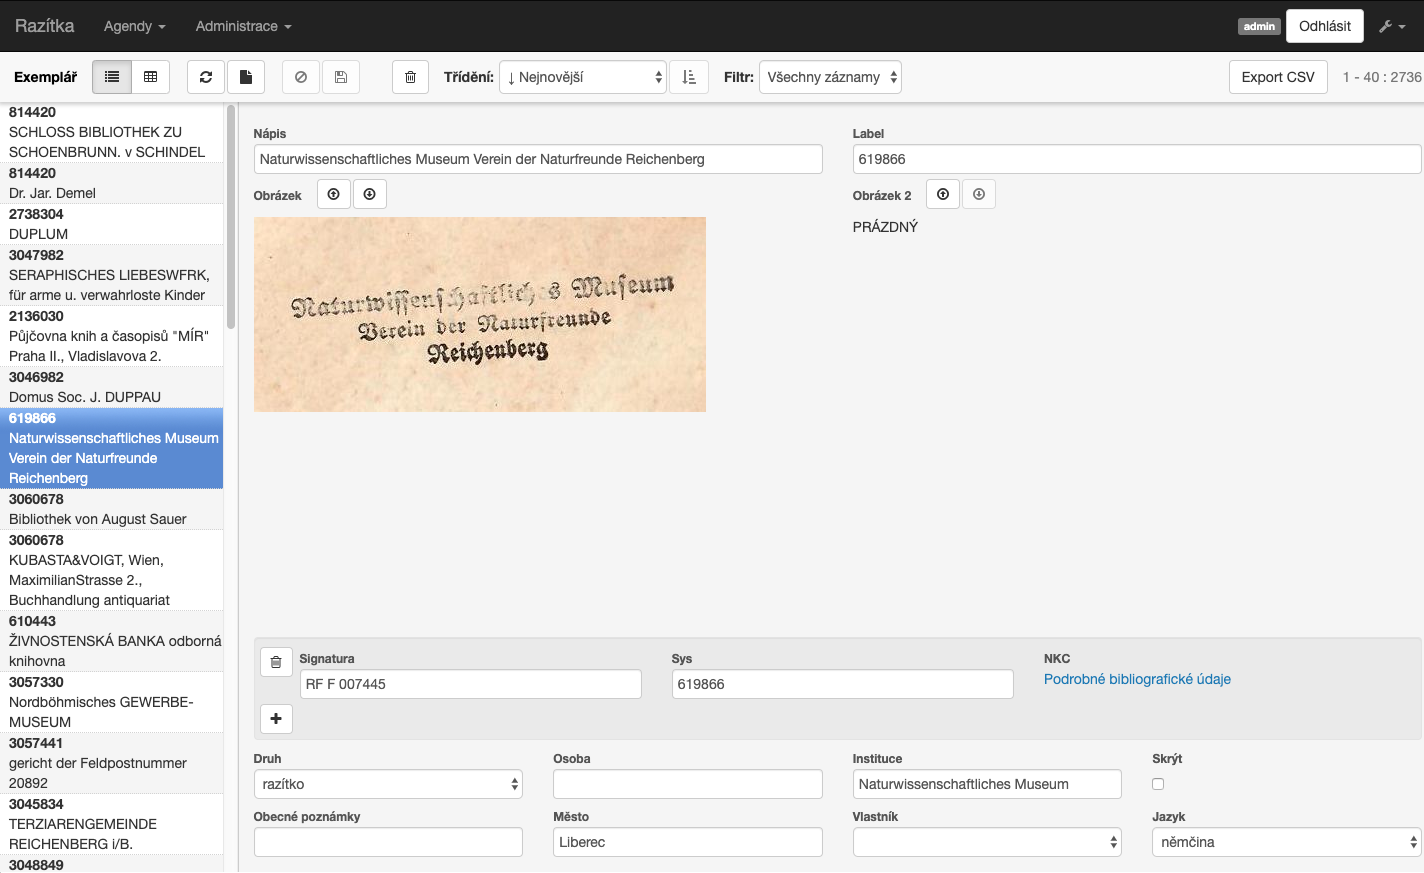 Razítka Agendy Administrace admin Odhlásit
Exemplář Třídění: ↓ Nejnovější Filtr: Všechny záznamy Export CSV 1 - 40 : 2736
814420
SCHLOSS BIBLIOTHEK ZU
SCHOENBRUNN. v SCHINDEL
814420
Dr. Jar. Demel
2738304
DUPLUM
3047982
SERAPHISCHES LIEBESWFRK,
für arme u. verwahrloste Kinder
2136030
Půjčovna knih a časopisů "MÍR"
Praha II., Vladislavova 2.
3046982
Domus Soc. J. DUPPAU
619866
Naturwissenschaftliches Museum
Verein der Naturfreunde
Reichenberg
3060678
Bibliothek von August Sauer
3060678
KUBASTA&VOIGT, Wien,
MaximilianStrasse 2.,
Buchhandlung antiquariat
610443
ŽIVNOSTENSKÁ BANKA odborná
knihovna
3057330
Nordböhmisches GEWERBE-
MUSEUM
3057441
gericht der Feldpostnummer
20892
3045834
TERZIARENGEMEINDE
REICHENBERG i/B.
3048849
Nápis
Naturwissenschaftliches Museum Verein der Naturfreunde Reichenberg
Label
619866
Obrázek
Obrázek 2
PRÁZDNÝ
Naturwissenschaftliches Museum
Verein der Naturfreunde
Reichenberg
Signatura
RF F 007445
Sys
619866
NKC
Podrobné bibliografické údaje
Druh
razítko
Osoba
Instituce
Naturwissenschaftliches Museum
Skrýt
Obecné poznámky
Město
Liberec
Vlastník
Jazyk
němčina